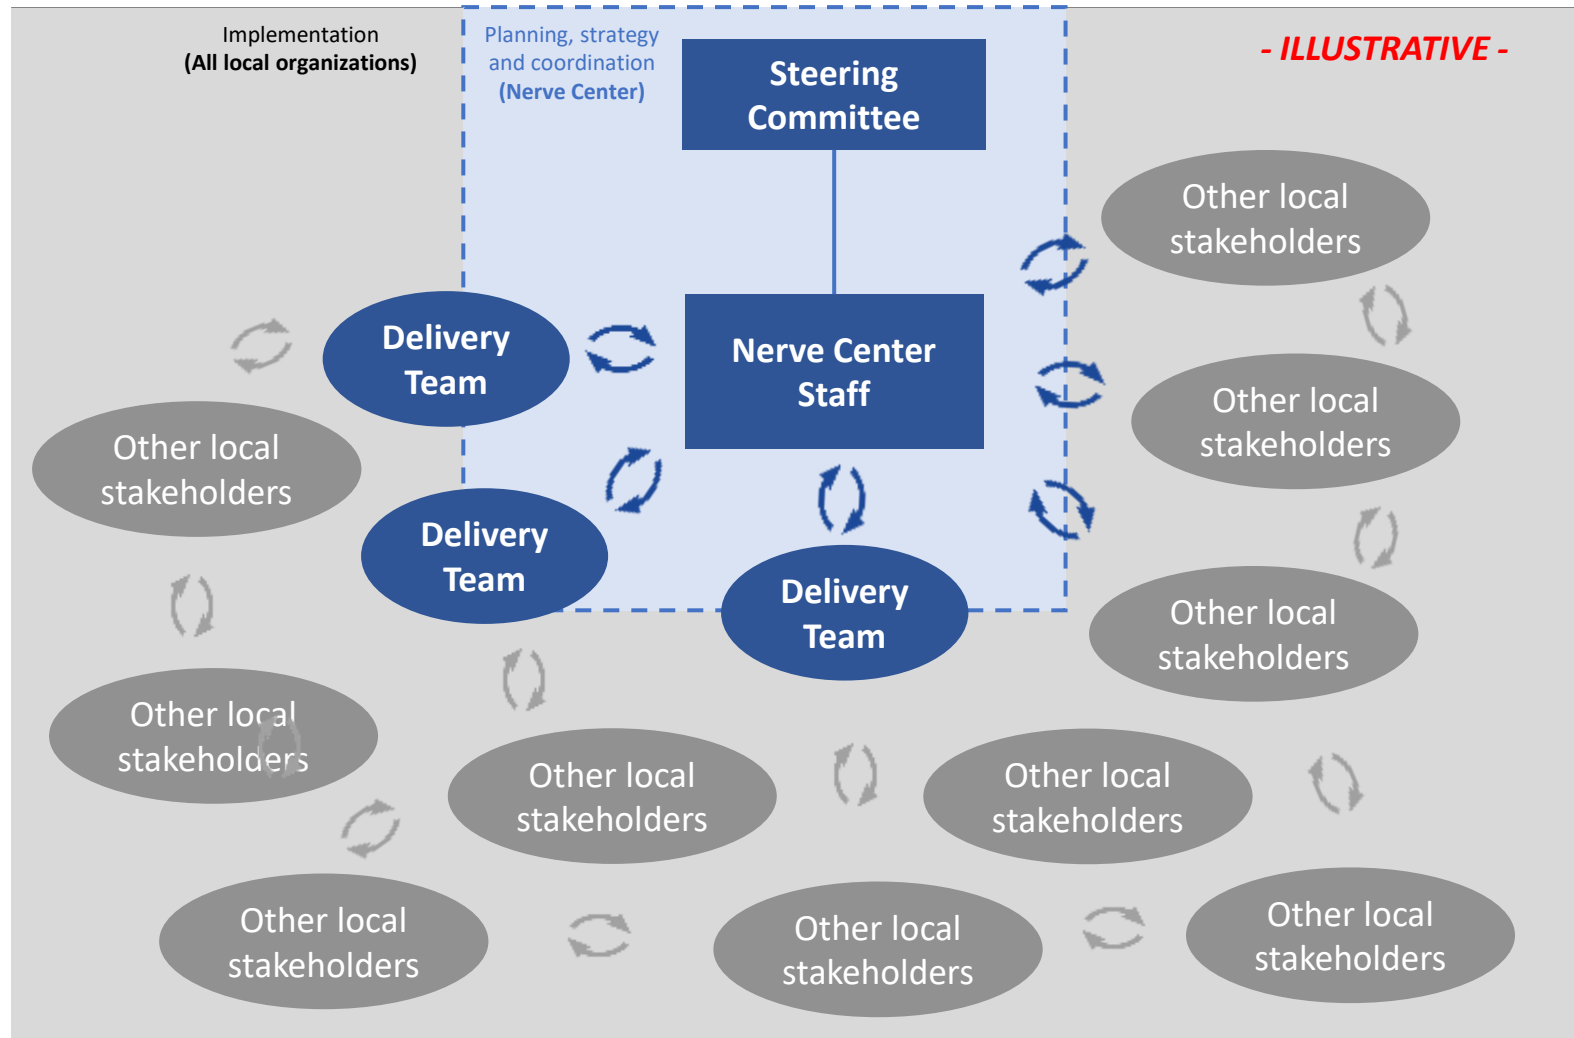 Implementation
(All local organizations)
Planning, strategy
and coordination
(Nerve Center)
- ILLUSTRATIVE -
Steering
Committee
Other local
stakeholders
Delivery
Team
Nerve Center
Staff
Other local
stakeholders
Other local
stakeholders
Delivery
Team
Delivery
Team
Other local
stakeholders
Other local
stakeholders
Other local
stakeholders
Other local
stakeholders
Other local
stakeholders
Other local
stakeholders
Other local
stakeholders